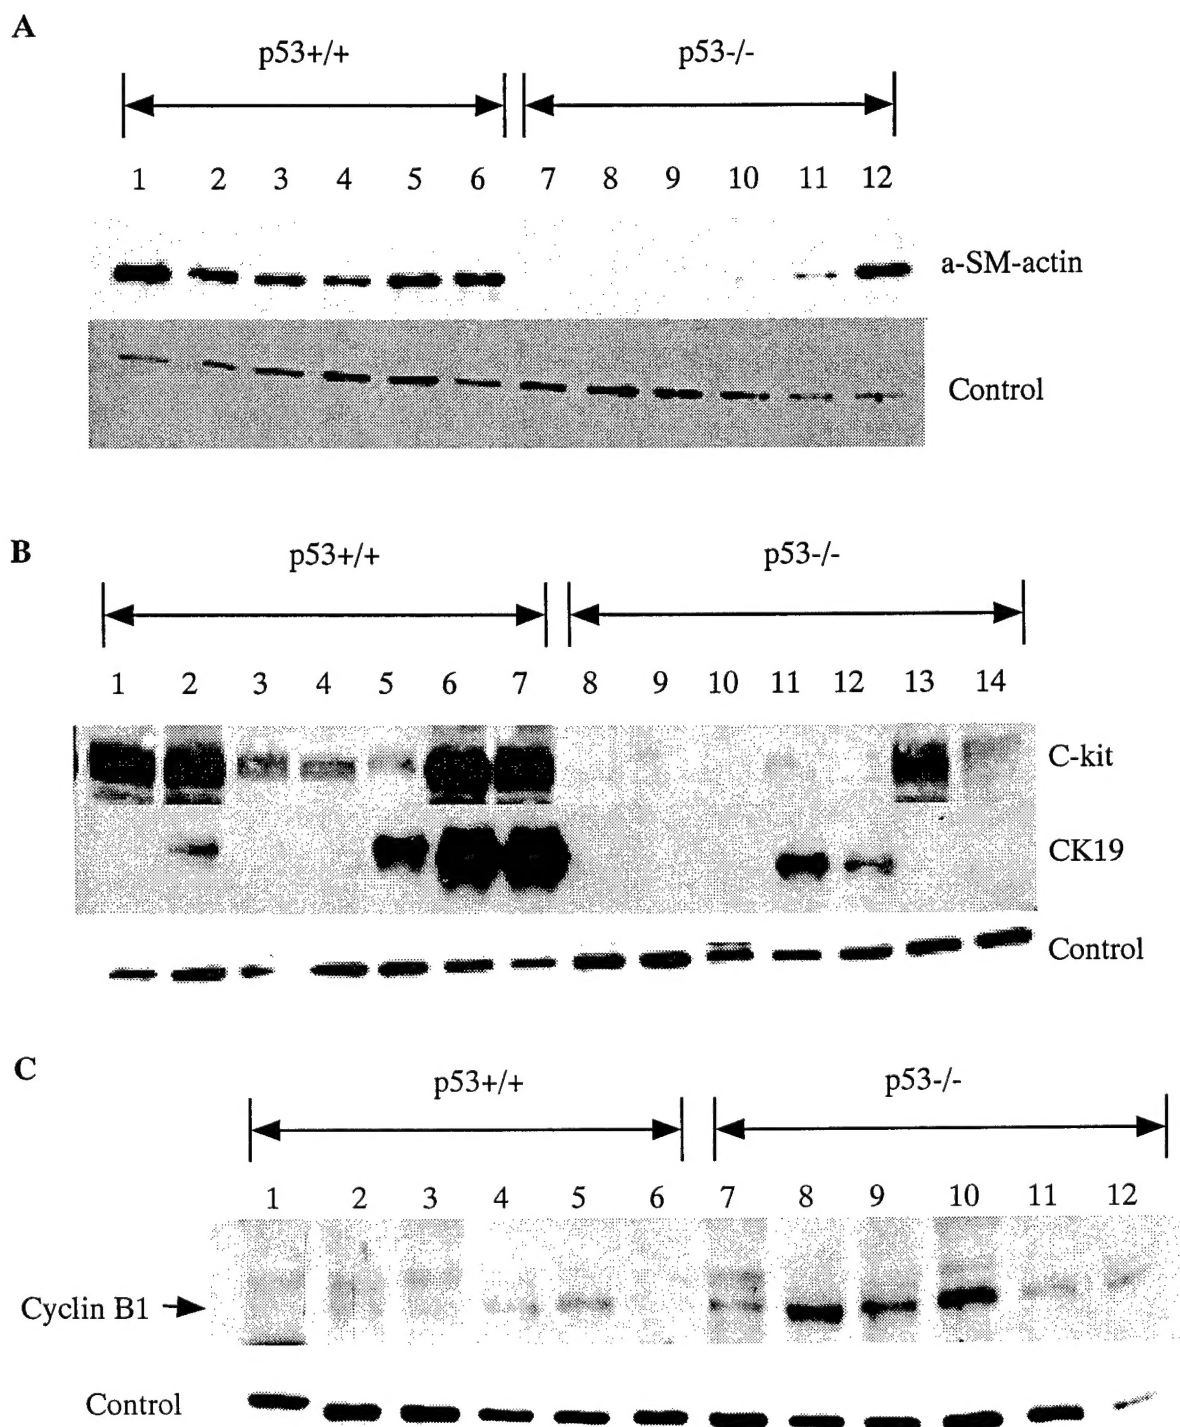 A
p53+/+ p53-/-
1 2 3 4 5 6 7 8 9 10 11 12
a-SM-actin
Control
B
p53+/+ p53-/-
1 2 3 4 5 6 7 8 9 10 11 12 13 14
C-kit
CK19
Control
C
p53+/+ p53-/-
1 2 3 4 5 6 7 8 9 10 11 12
Cyclin B1
Control